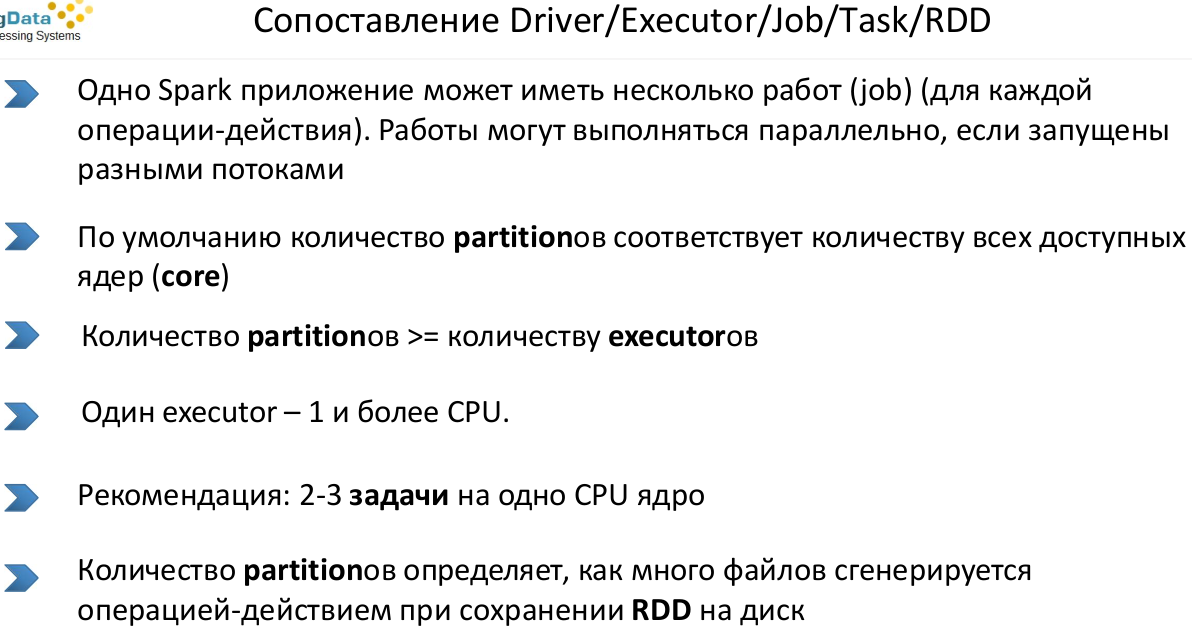 gData
essing Systems
Сопоставление Driver/Executor/Job/Task/RDD
Одно Spark приложение может иметь несколько работ (job) (для каждой
операции-действия). Работы могут выполняться параллельно, если запущены
разными потоками
По умолчанию количество partitionов соответствует количеству всех доступных
ядер (core)
Количество partitionов >= количеству executorов
Один executor – 1 и более CPU.
Рекомендация: 2-3 задачи на одно CPU ядро
Количество partitionов определяет, как много файлов сгенерируется
операцией-действием при сохранении RDD на диск